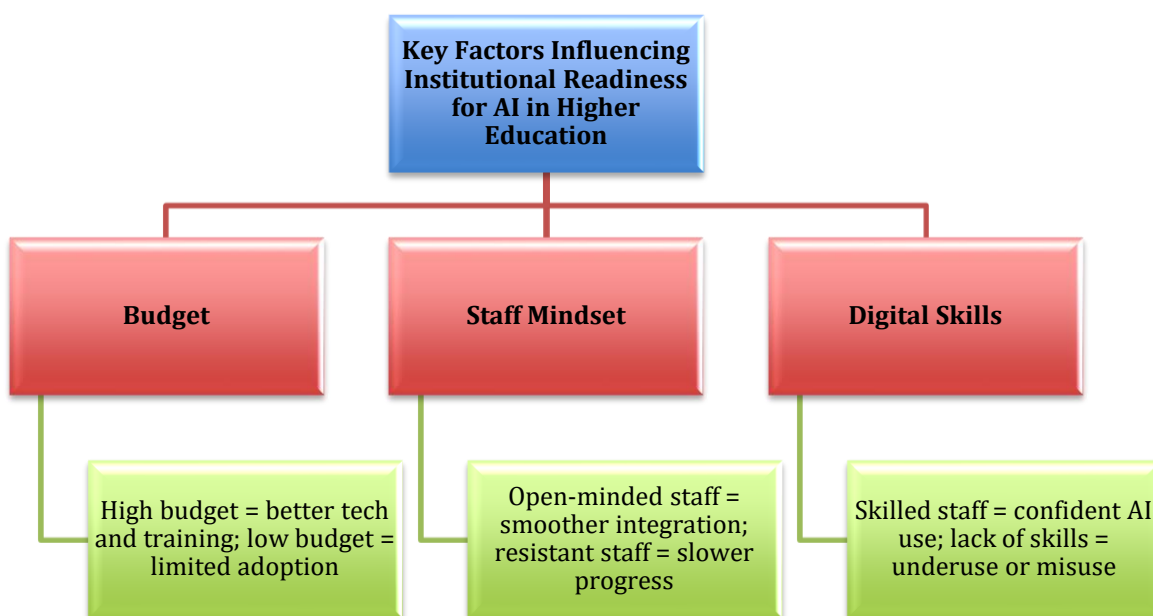 Key Factors Influencing
Institutional Readiness
for AI in Higher
Education
Budget
Staff Mindset
Digital Skills
High budget = better tech
and training; low budget =
limited adoption
Open-minded staff =
smoother integration;
resistant staff = slower
progress
Skilled staff = confident AI
use; lack of skills =
underuse or misuse